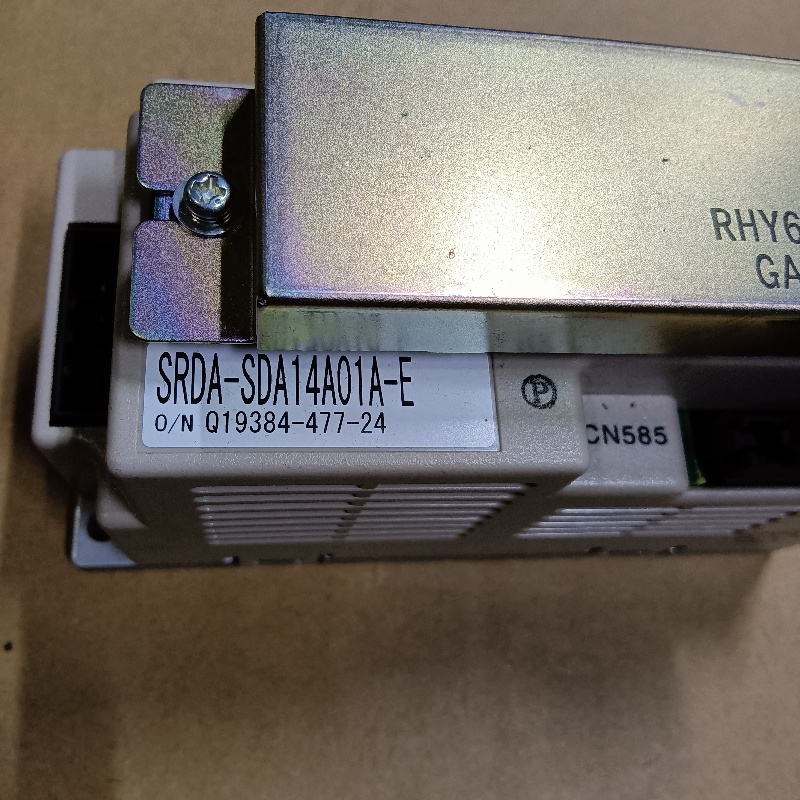 RHY6
GA
SRDA-SDA14A01A-E
O/N Q19384-477-24
P
CN585